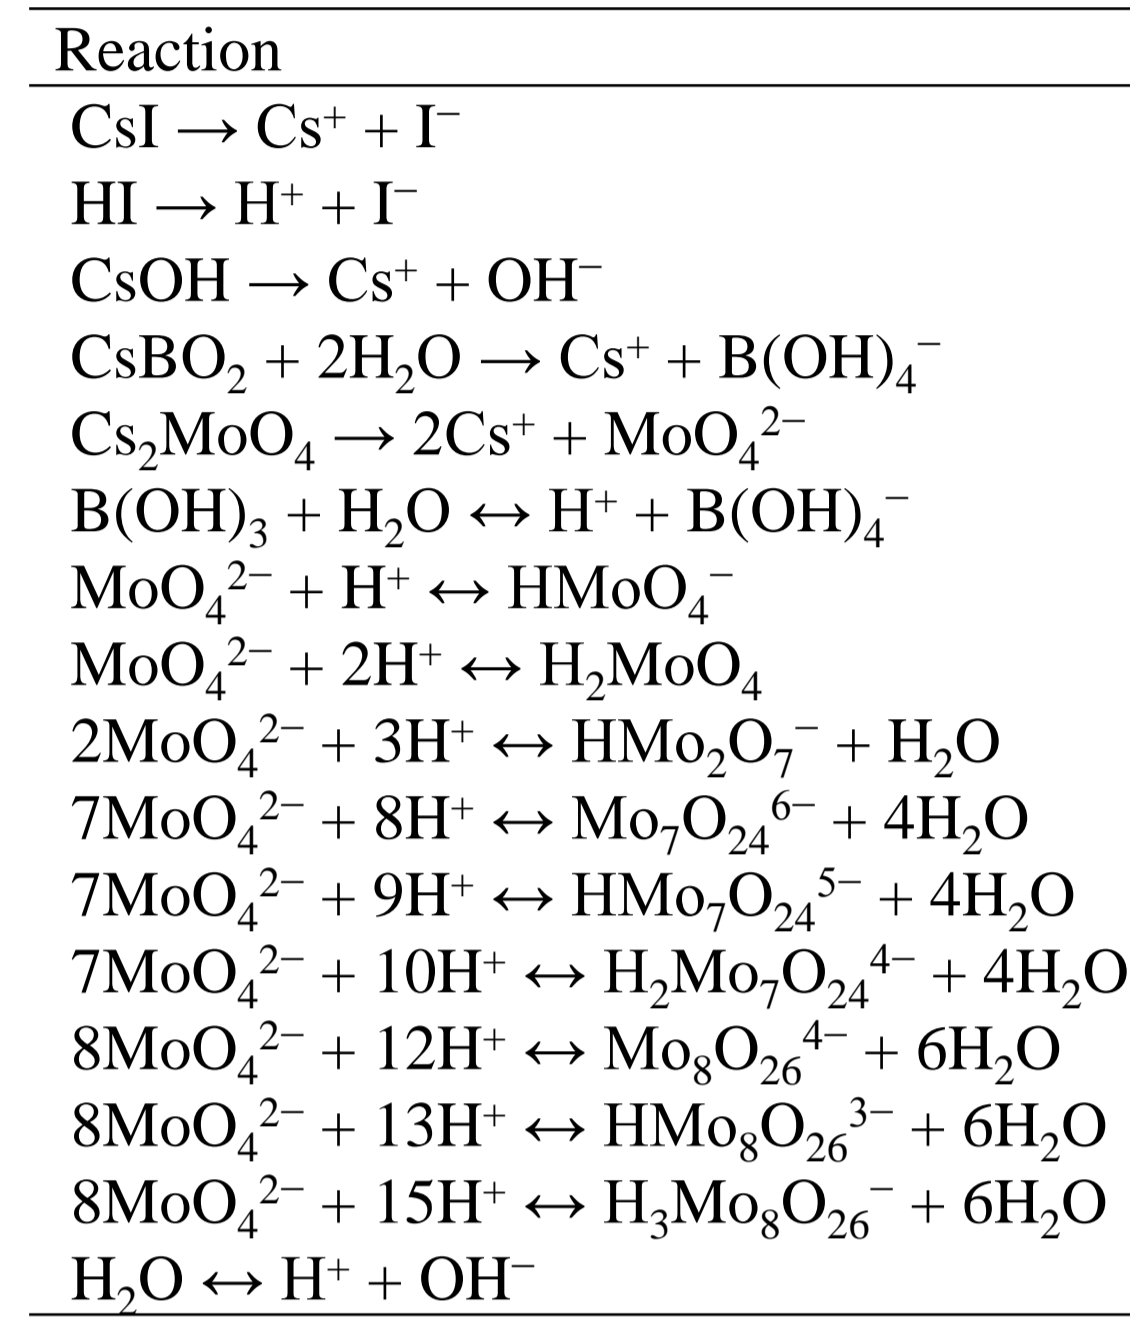 Reaction
CsI → Cs⁺ + I⁻
HI → H⁺ + I⁻
CsOH → Cs⁺ + OH⁻
CsBO₂ + 2H₂O → Cs⁺ + B(OH)₄⁻
Cs₂MoO₄ → 2Cs⁺ + MoO₄²⁻
B(OH)₃ + H₂O ↔ H⁺ + B(OH)₄⁻
MoO₄²⁻ + H⁺ ↔ HMoO₄⁻
MoO₄²⁻ + 2H⁺ ↔ H₂MoO₄
2MoO₄²⁻ + 3H⁺ ↔ HMo₂O₇⁻ + H₂O
7MoO₄²⁻ + 8H⁺ ↔ Mo₇O₂₄⁶⁻ + 4H₂O
7MoO₄²⁻ + 9H⁺ ↔ HMo₇O₂₄⁵⁻ + 4H₂O
7MoO₄²⁻ + 10H⁺ ↔ H₂Mo₇O₂₄⁴⁻ + 4H₂O
8MoO₄²⁻ + 12H⁺ ↔ Mo₈O₂₆⁴⁻ + 6H₂O
8MoO₄²⁻ + 13H⁺ ↔ HMo₈O₂₆³⁻ + 6H₂O
8MoO₄²⁻ + 15H⁺ ↔ H₃Mo₈O₂₆⁻ + 6H₂O
H₂O ↔ H⁺ + OH⁻